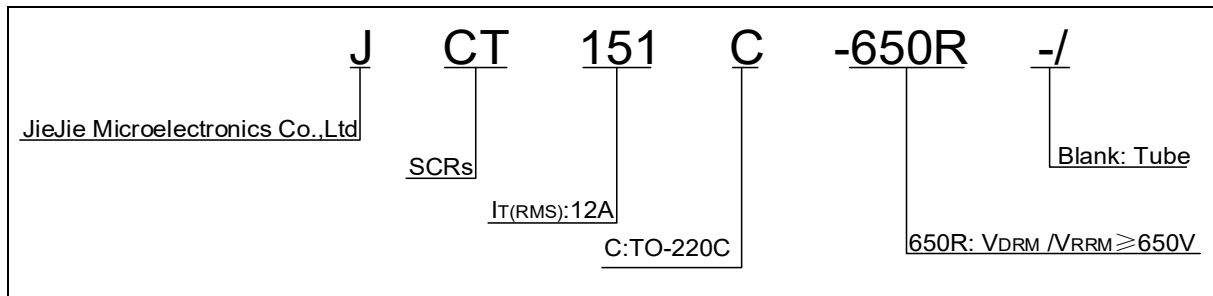 J CT 151 C -650R -/
JieJie Microelectronics Co.,Ltd
Blank: Tube
SCRs
IT(RMS):12A
C:TO-220C
650R: VDRM /VRRM≥650V